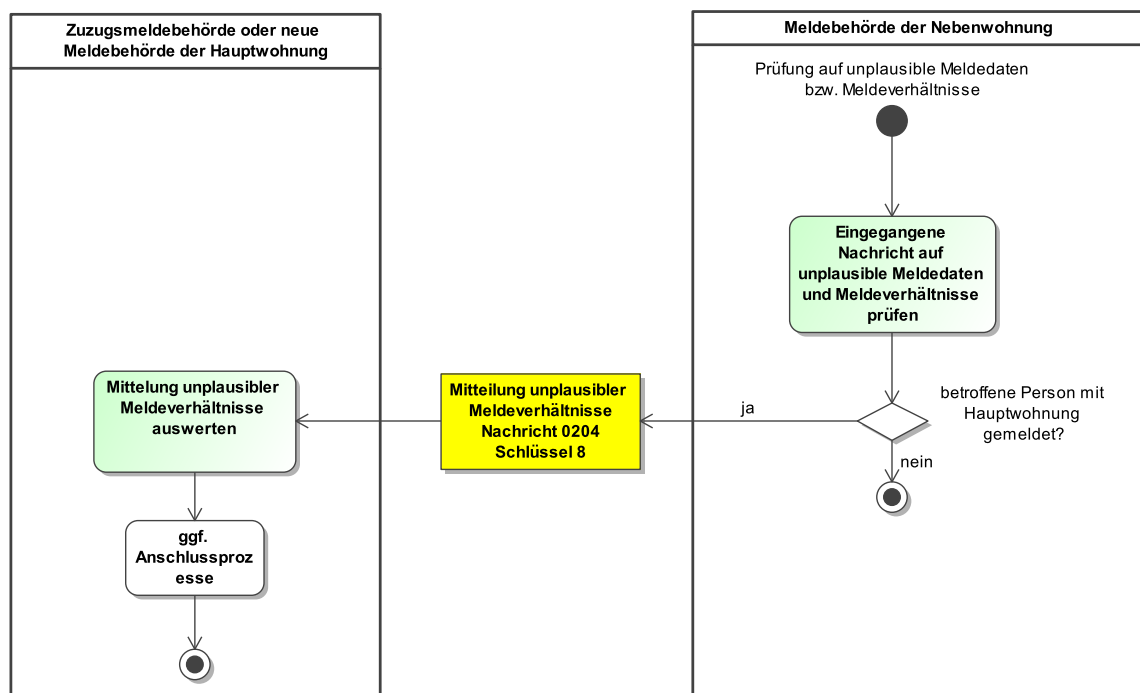 Zuzugsmeldebehörde oder neue
Meldebehörde der Hauptwohnung
Meldebehörde der Nebenwohnung
Prüfung auf unplausible Meldedaten
bzw. Meldeverhältnisse
Eingegangene
Nachricht auf
unplausible Meldedaten
und Meldeverhältnisse
prüfen
betroffene Person mit
Hauptwohnung
gemeldet?
ja
nein
Mitteilung unplausibler
Meldeverhältnisse
Nachricht 0204
Schlüssel 8
Mittelung unplausibler
Meldeverhältnisse
auswerten
ggf.
Anschlussproz
esse